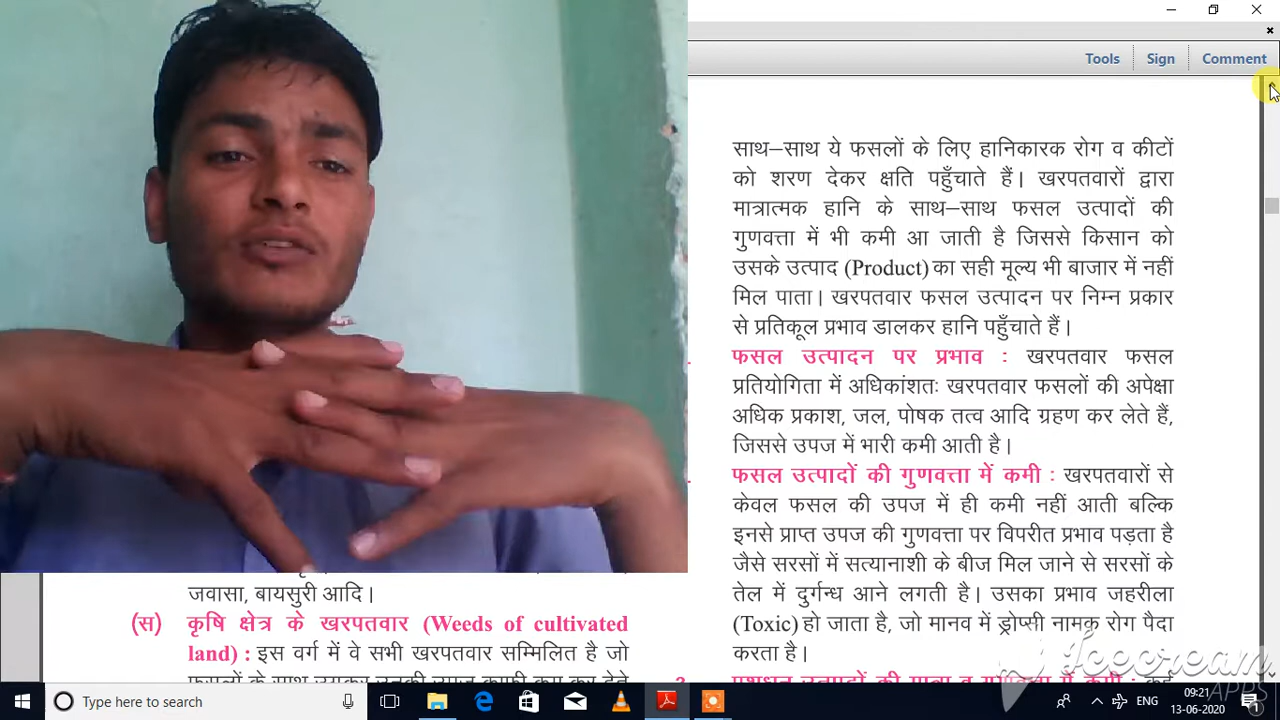 Tools Sign Comment
साथ–साथ ये फसलों के लिए हानिकारक रोग व कीटों
को शरण देकर क्षति पहुँचाते हैं। खरपतवारों द्वारा
मात्रात्मक हानि के साथ–साथ फसल उत्पादों की
गुणवत्ता में भी कमी आ जाती है जिससे किसान को
उसके उत्पाद (Product) का सही मूल्य भी बाजार में नहीं
मिल पाता। खरपतवार फसल उत्पादन पर निम्न प्रकार
से प्रतिकूल प्रभाव डालकर हानि पहुँचाते हैं।
फसल उत्पादन पर प्रभाव : खरपतवार फसल
प्रतियोगिता में अधिकांशतः खरपतवार फसलों की अपेक्षा
अधिक प्रकाश, जल, पोषक तत्व आदि ग्रहण कर लेते हैं,
जिससे उपज में भारी कमी आती है।
फसल उत्पादों की गुणवत्ता में कमी : खरपतवारों से
केवल फसल की उपज में ही कमी नहीं आती बल्कि
इनसे प्राप्त उपज की गुणवत्ता पर विपरीत प्रभाव पड़ता है
जैसे सरसों में सत्यानाशी के बीज मिल जाने से सरसों के
तेल में दुर्गन्ध आने लगती है। उसका प्रभाव जहरीला
(Toxic) हो जाता है, जो मानव में ड्रोप्सी नामक रोग पैदा
करता है।
जवासा, बायसुरी आदि।
(स) कृषि क्षेत्र के खरपतवार (Weeds of cultivated
land) : इस वर्ग में वे सभी खरपतवार सम्मिलित है जो
Icecream
APPS
Type here to search
ENG
09:21
13-06-2020